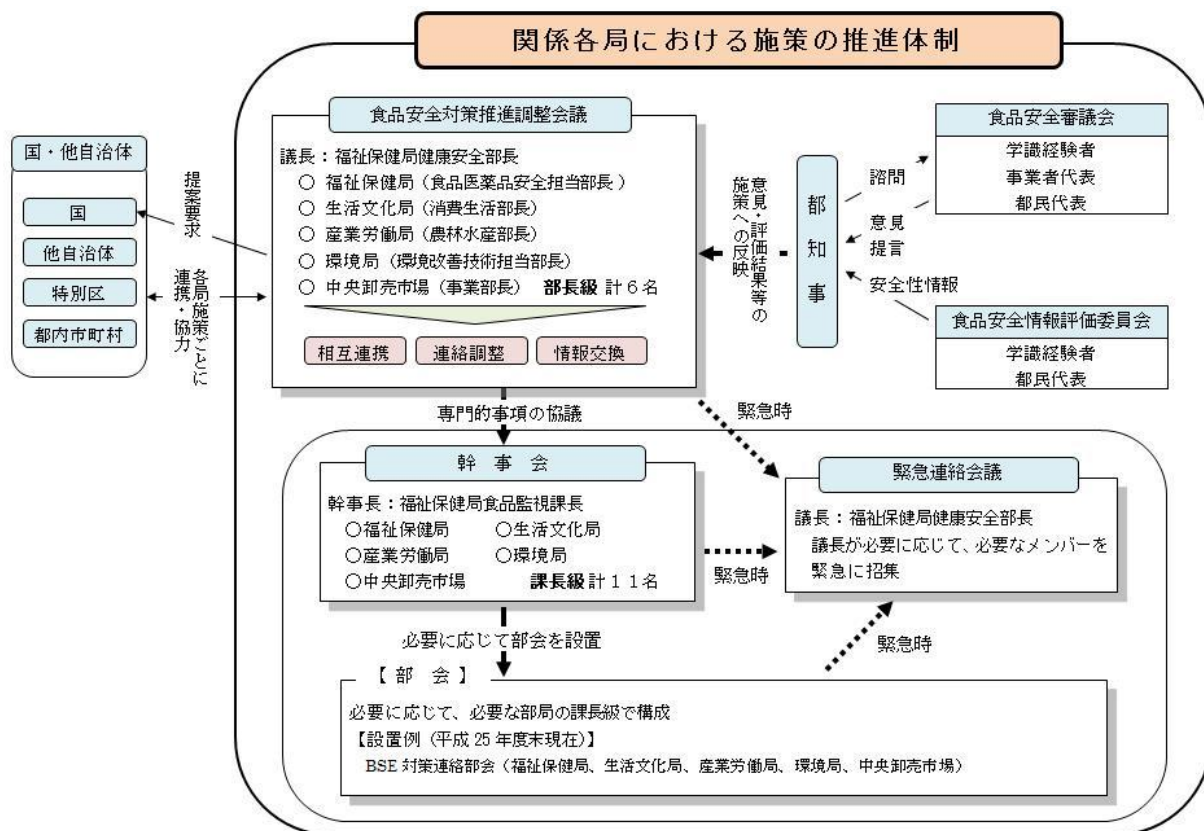 関係各局における施策の推進体制
食品安全対策推進調整会議
議長：福祉保健局健康安全部長
○ 福祉保健局（食品医薬品安全担当部長）
○ 生活文化局（消費生活部長）
○ 産業労働局（農林水産部長）
○ 環境局（環境改善技術担当部長）
○ 中央卸売市場（事業部長） 部長級 計６名
相互連携
連絡調整
情報交換
国・他自治体
国
他自治体
特別区
都内市町村
提案要求
各局施策ごとに
連携・協力
意見・評価結果等の
施策への反映
都知事
諮問
意見
提言
安全性情報
食品安全審議会
学識経験者
事業者代表
都民代表
食品安全情報評価委員会
学識経験者
都民代表
専門的事項の協議
緊急時
幹 事 会
幹事長：福祉保健局食品監視課長
○福祉保健局 ○生活文化局
○産業労働局 ○環境局
○中央卸売市場 課長級 計１１名
緊急時
緊急連絡会議
議長：福祉保健局健康安全部長
議長が必要に応じて、必要なメンバーを
緊急に招集
必要に応じて部会を設置
緊急時
【 部 会 】
必要に応じて、必要な部局の課長級で構成
【設置例（平成 25 年度末現在）】
BSE 対策連絡部会（福祉保健局、生活文化局、産業労働局、環境局、中央卸売市場）